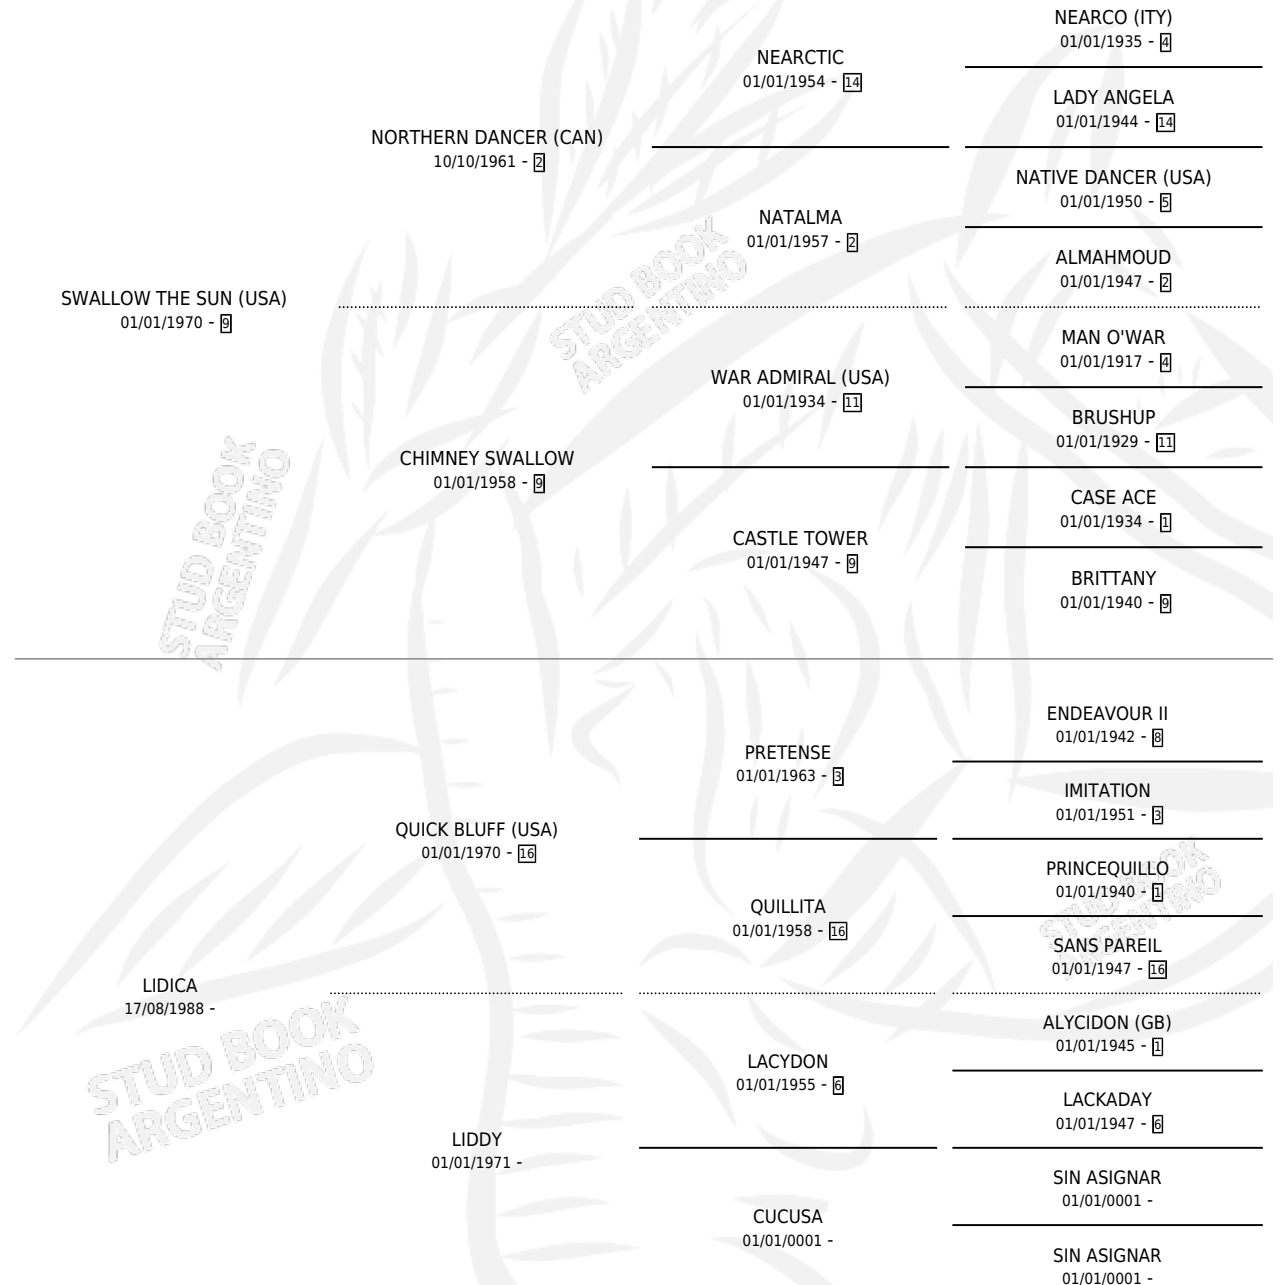 NEARCO (ITY)
01/01/1935 - 4
NEARCTIC
01/01/1954 - 14
LADY ANGELA
01/01/1944 - 14
NORTHERN DANCER (CAN)
10/10/1961 - 2
NATIVE DANCER (USA)
01/01/1950 - 5
NATALMA
01/01/1957 - 2
ALMAHMOUD
01/01/1947 - 2
SWALLOW THE SUN (USA)
01/01/1970 - 9
MAN O'WAR
01/01/1917 - 4
WAR ADMIRAL (USA)
01/01/1934 - 11
BRUSHUP
01/01/1929 - 11
CHIMNEY SWALLOW
01/01/1958 - 9
CASE ACE
01/01/1934 - 1
CASTLE TOWER
01/01/1947 - 9
BRITTANY
01/01/1940 - 9
STUD BOOK
ARGENTINO
STUD BOOK
ARGENTINO
ENDEAVOUR II
01/01/1942 - 8
PRETENSE
01/01/1963 - 3
IMITATION
01/01/1951 - 3
QUICK BLUFF (USA)
01/01/1970 - 16
PRINCEQUILLO
01/01/1940 - 1
QUILLITA
01/01/1958 - 16
SANS PAREIL
01/01/1947 - 16
STUD BOOK
ARGENTINO
LIDICA
17/08/1988 -
ALYCIDON (GB)
01/01/1945 - 1
LACYDON
01/01/1955 - 6
LACKADAY
01/01/1947 - 6
LIDDY
01/01/1971 -
SIN ASIGNAR
01/01/0001 -
CUCUSA
01/01/0001 -
SIN ASIGNAR
01/01/0001 -
STUD BOOK
ARGENTINO